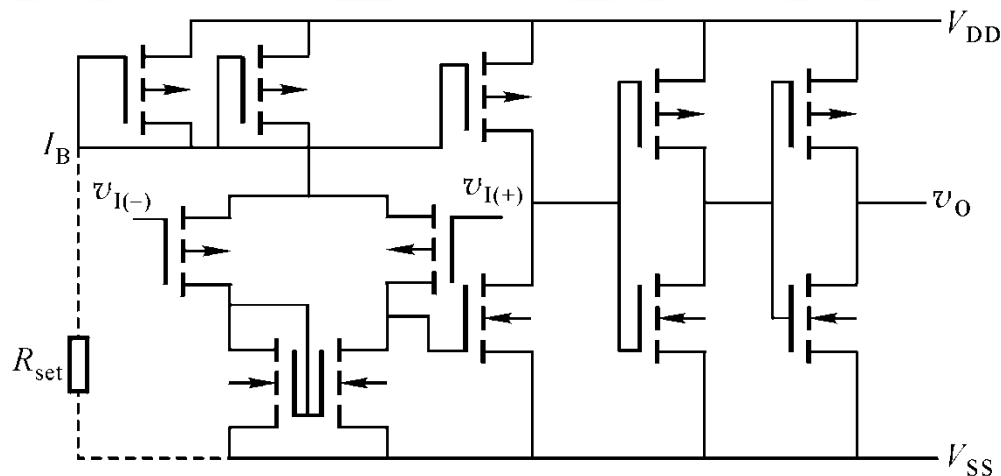 V_DD
I_B
v_I(−)
v_I(+)
v_O
R_set
V_SS